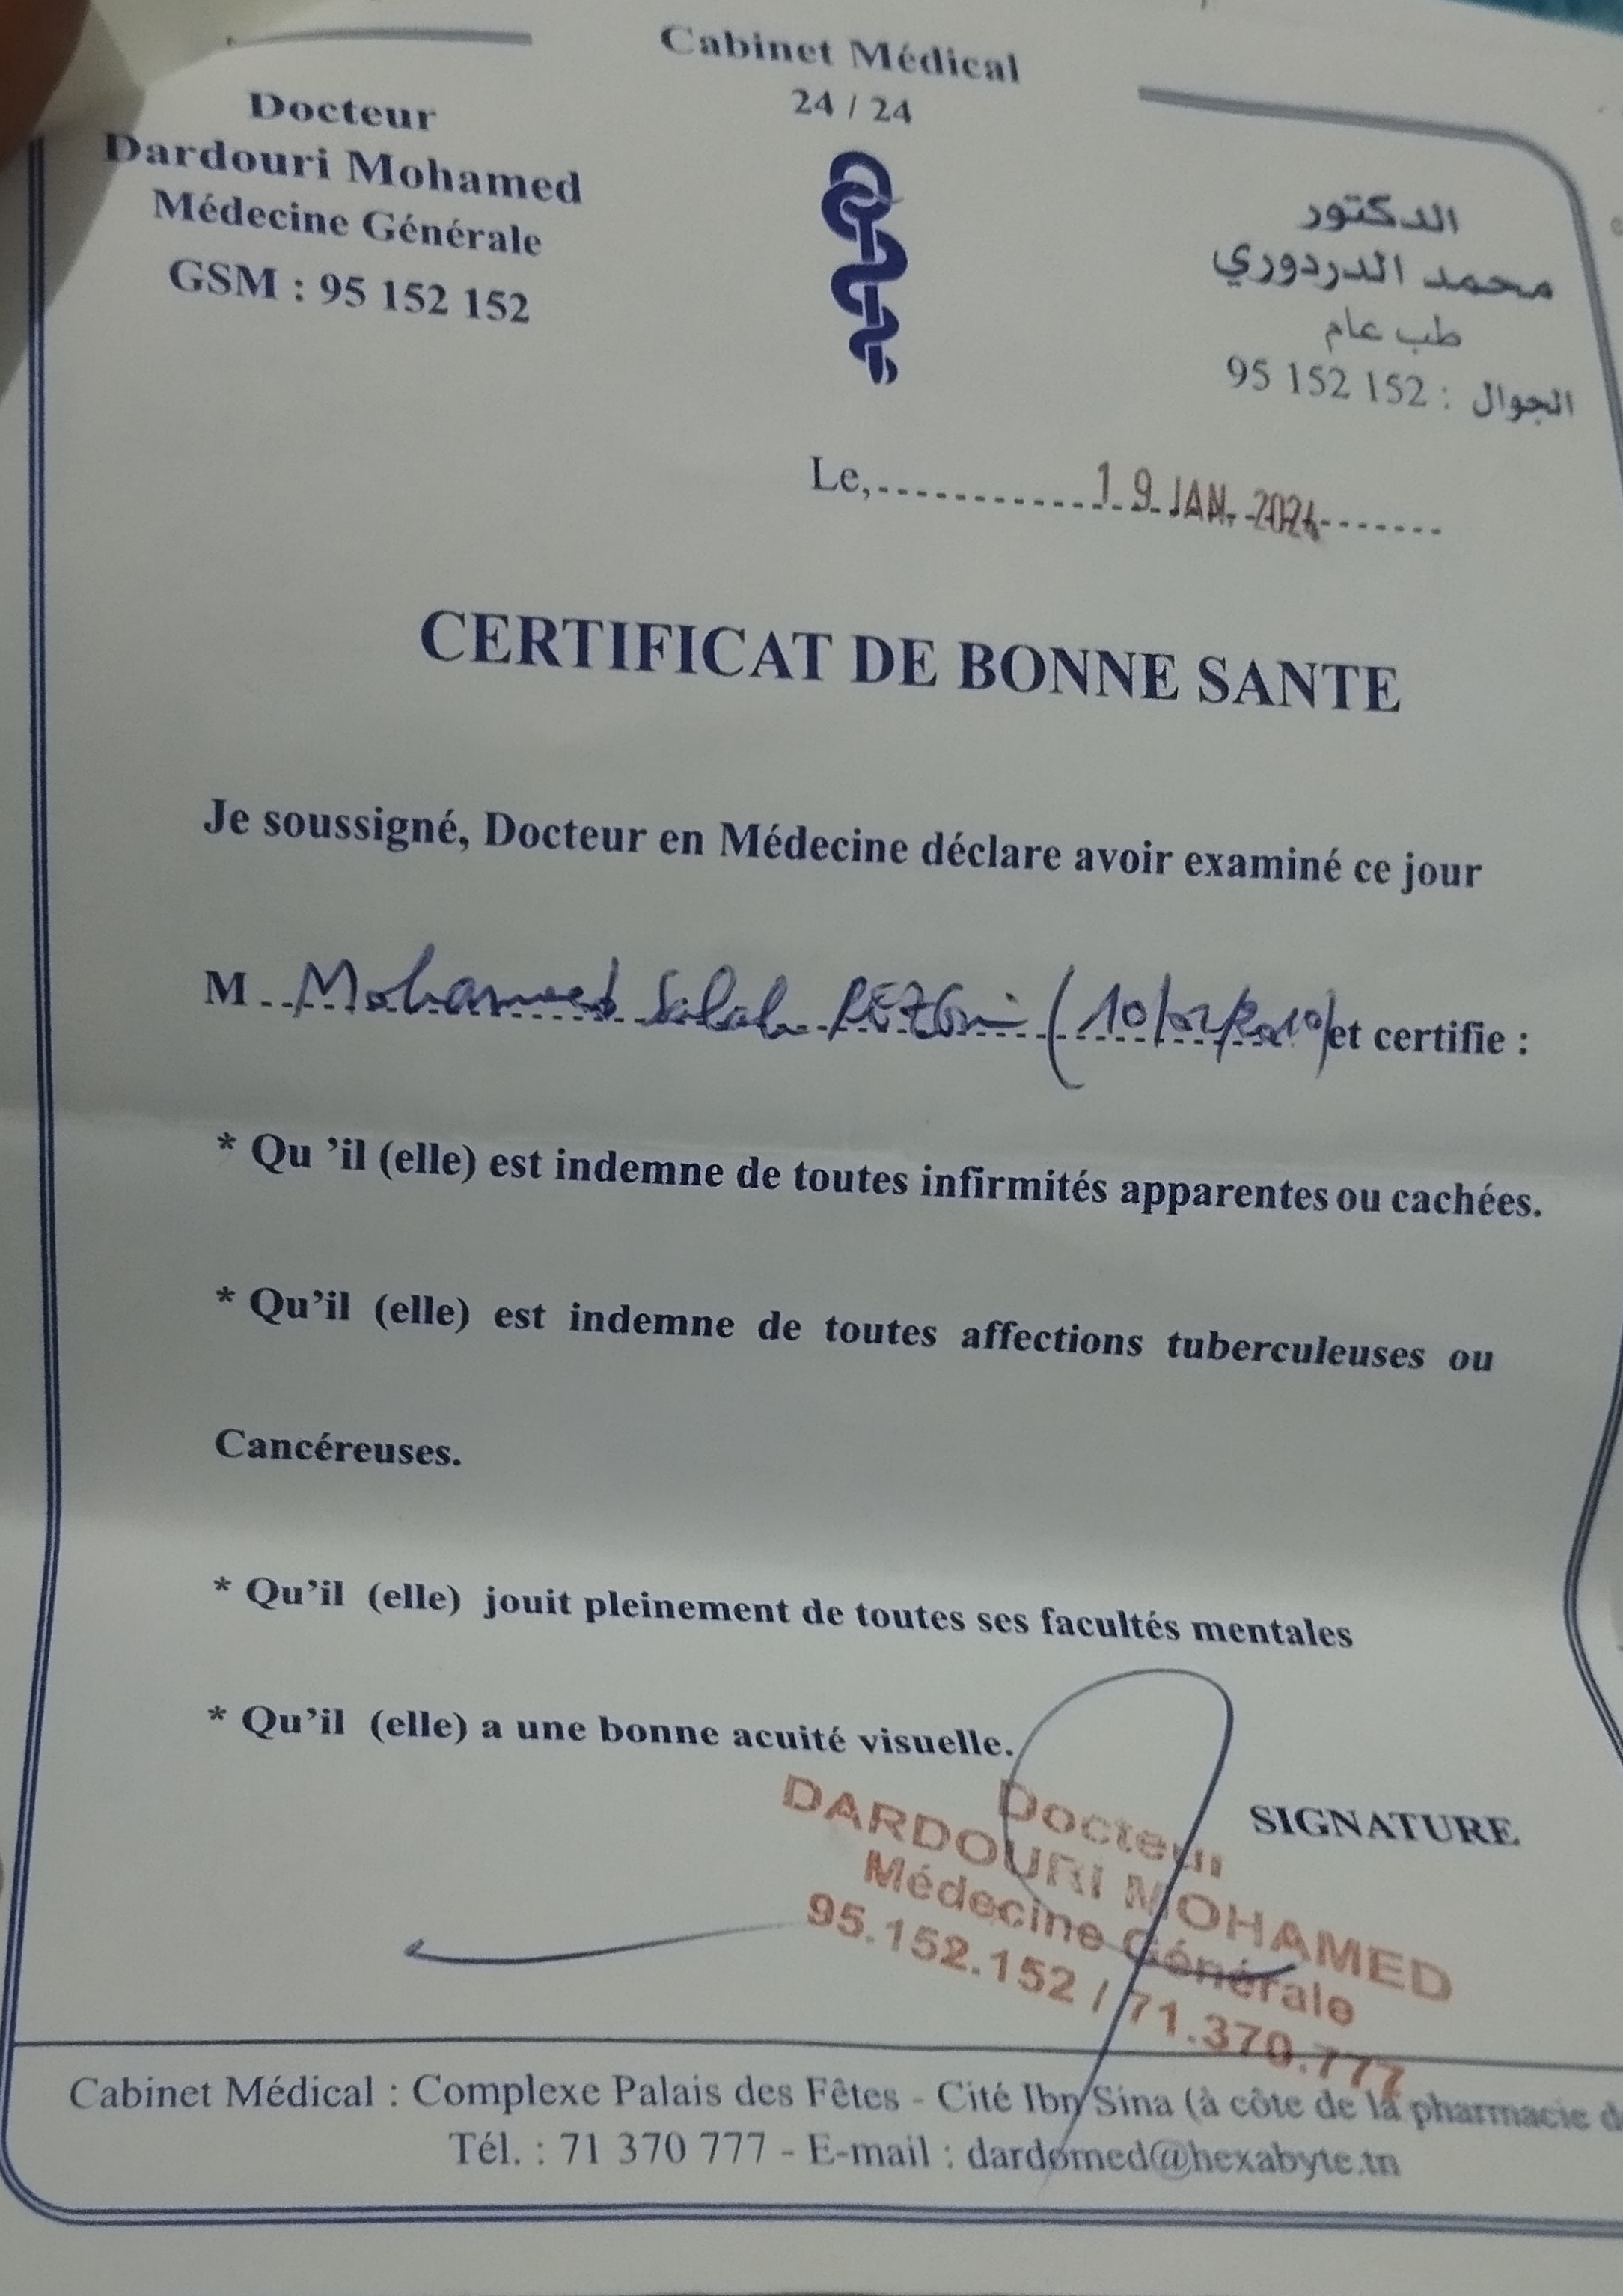 Cabinet Médical
24 / 24
Docteur
Dardouri Mohamed
Médecine Générale
GSM : 95 152 152
الدكتور
محمد الدردوري
طب عام
الجوال : 95 152 152
Le, 19 JAN. 2024
CERTIFICAT DE BONNE SANTE
Je soussigné, Docteur en Médecine déclare avoir examiné ce jour
M Mohamed Salah et certifie :
* Qu ’il (elle) est indemne de toutes infirmités apparentes ou cachées.
* Qu’il (elle) est indemne de toutes affections tuberculeuses ou
Cancéreuses.
* Qu’il (elle) jouit pleinement de toutes ses facultés mentales
* Qu’il (elle) a une bonne acuité visuelle.
SIGNATURE
Docteur
DARDOURI MOHAMED
Médecine Générale
95.152.152 / 71.370.777
Cabinet Médical : Complexe Palais des Fêtes - Cité Ibn Sina (à côte de la pharmacie d
Tél. : 71 370 777 - E-mail : dardomed@hexabyte.tn